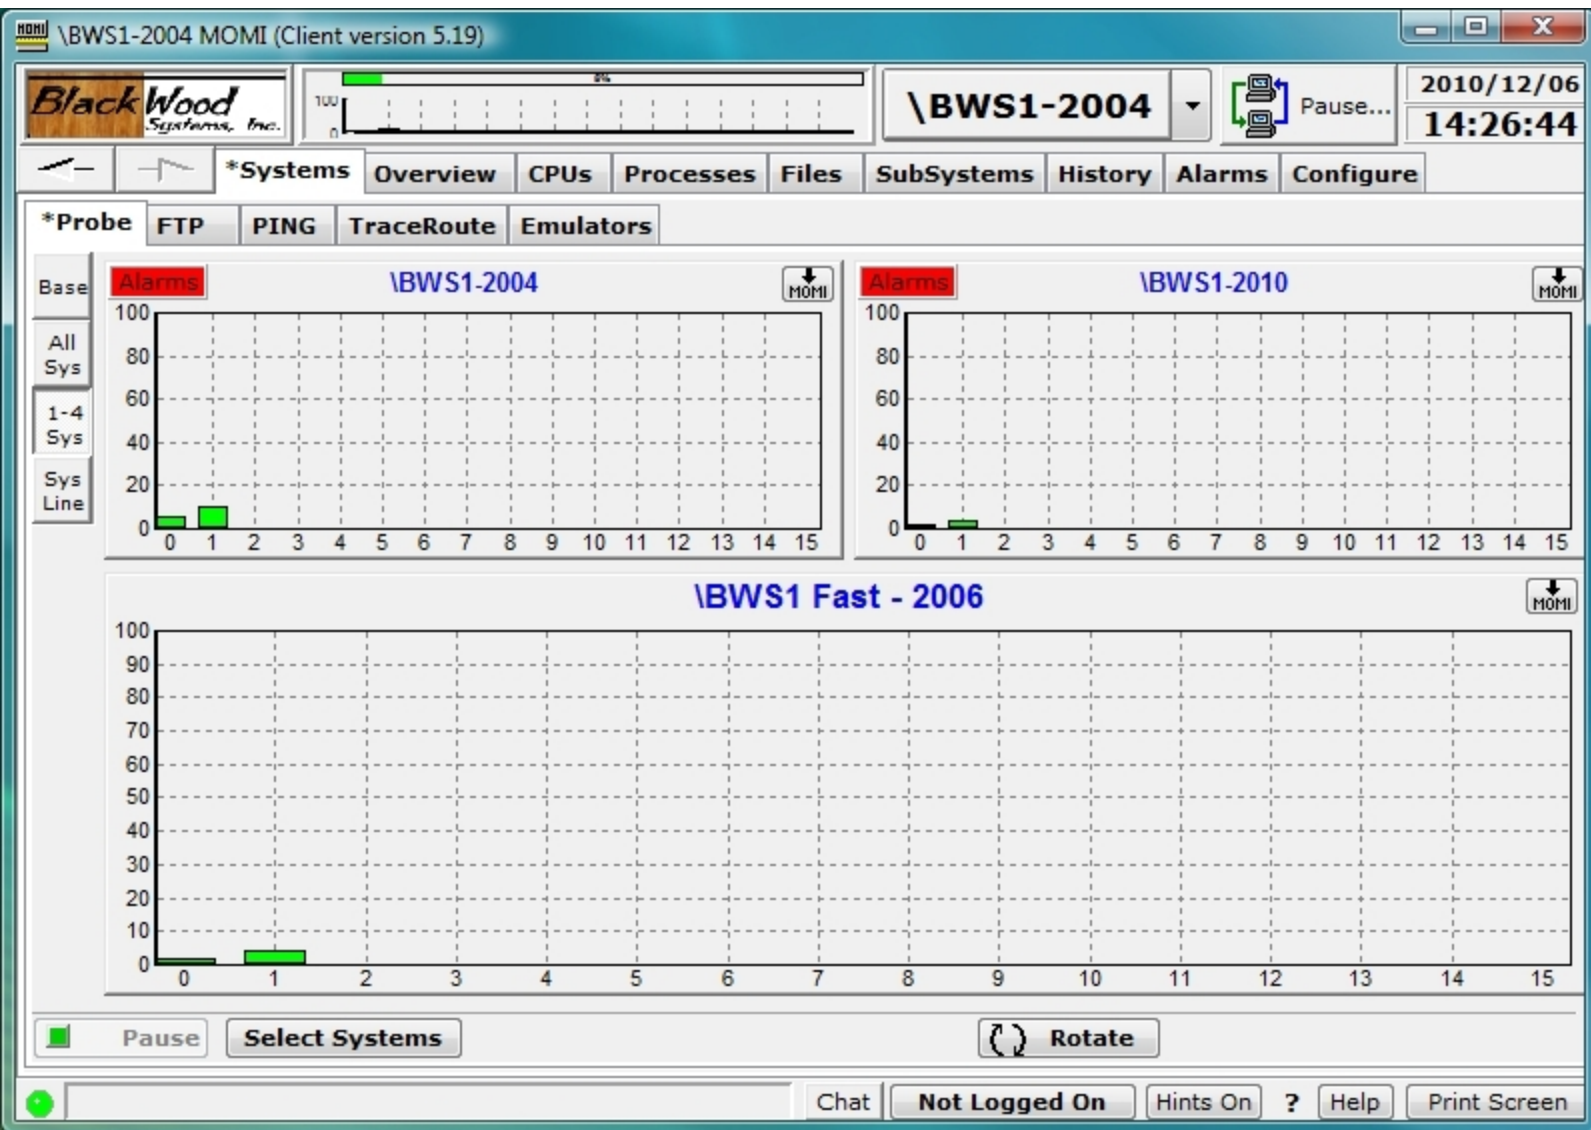 MOMI \BWS1-2004 MOMI (Client version 5.19)
BlackWood Systems, Inc.
8%
100
0
\BWS1-2004
Pause...
2010/12/06
14:26:44
*Systems Overview CPUs Processes Files SubSystems History Alarms Configure
*Probe FTP PING TraceRoute Emulators
Base
All
Sys
1-4
Sys
Sys
Line
Alarms \BWS1-2004 MOMI
100
80
60
40
20
0
0 1 2 3 4 5 6 7 8 9 10 11 12 13 14 15
Alarms \BWS1-2010 MOMI
100
80
60
40
20
0
0 1 2 3 4 5 6 7 8 9 10 11 12 13 14 15
\BWS1 Fast - 2006 MOMI
100
90
80
70
60
50
40
30
20
10
0
0 1 2 3 4 5 6 7 8 9 10 11 12 13 14 15
Pause Select Systems Rotate
Chat Not Logged On Hints On ? Help Print Screen